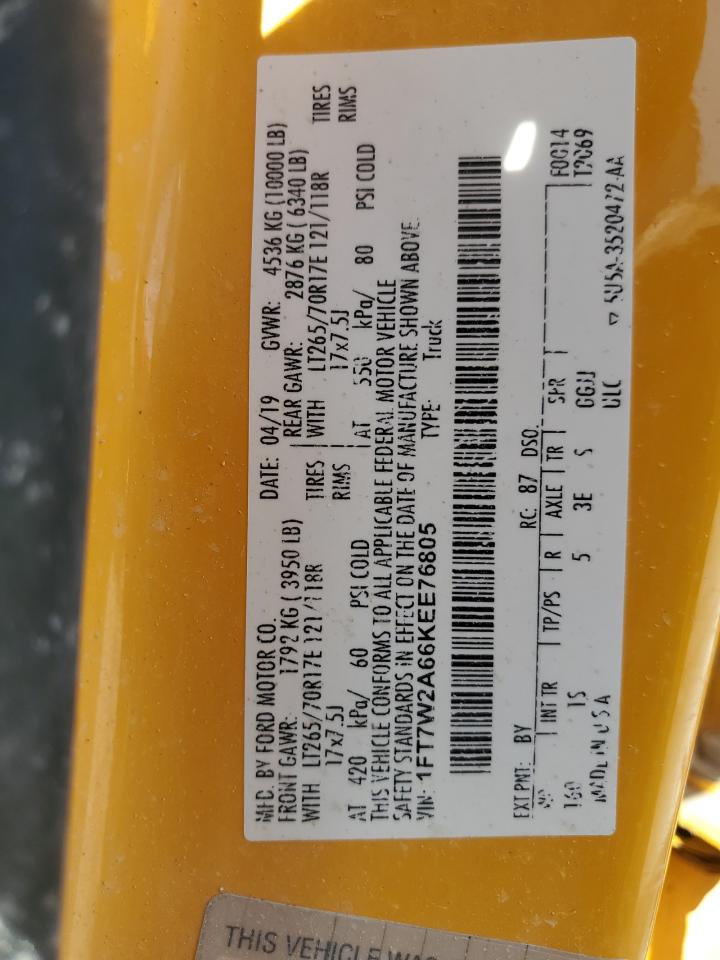 MFD. BY FORD MOTOR CO.
DATE: 04/19 GVWR: 4536 KG (10000 LB)
FRONT GAWR: 1792 KG ( 3950 LB)
REAR GAWR: 2876 KG ( 6340 LB)
WITH LT265/70R17E 121/118R TIRES
WITH LT265/70R17E 121/118R TIRES
17x7.5J RIMS
17x7.5J RIMS
AT 420 kPa/ 60 PSI COLD
AT 550 kPa/ 80 PSI COLD
THIS VEHICLE CONFORMS TO ALL APPLICABLE FEDERAL MOTOR VEHICLE
SAFETY STANDARDS IN EFFECT ON THE DATE OF MANUFACTURE SHOWN ABOVE.
VIN: 1FT7W2A66KEE76805 TYPE: Truck
EXT PNT: BY RC: 87 DSO:
INT TR TP/PS R AXLE TR SPR F0014
160 IS 5 3E S GGJJ T2069
MADE IN U S A ULC
5U5A-3520472-AA
THIS VEHICLE